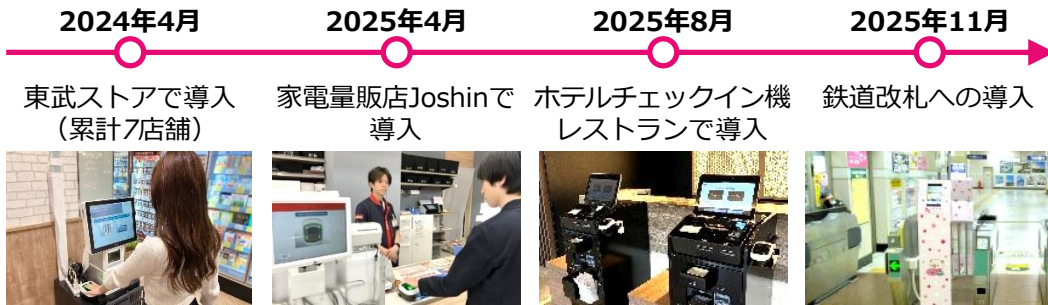 2024年4月
2025年4月
2025年8月
2025年11月
東武ストアで導入
（累計7店舗）
家電量販店Joshinで
導入
ホテルチェックイン機
レストランで導入
鉄道改札への導入